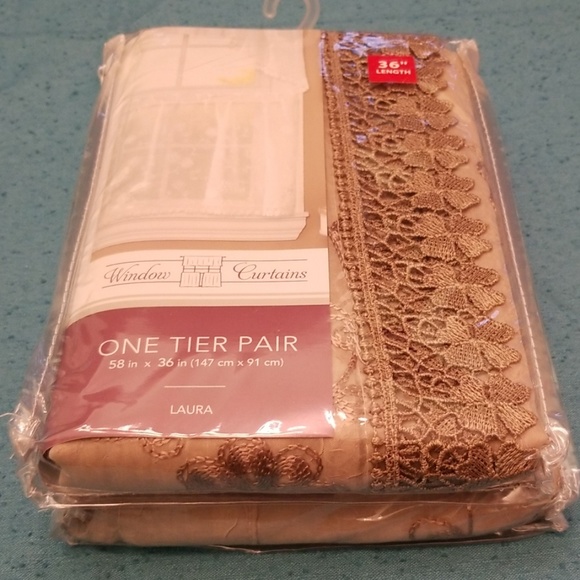 36"
LENGTH
Window Curtains
ONE TIER PAIR
58 in x 36 in (147 cm x 91 cm)
LAURA